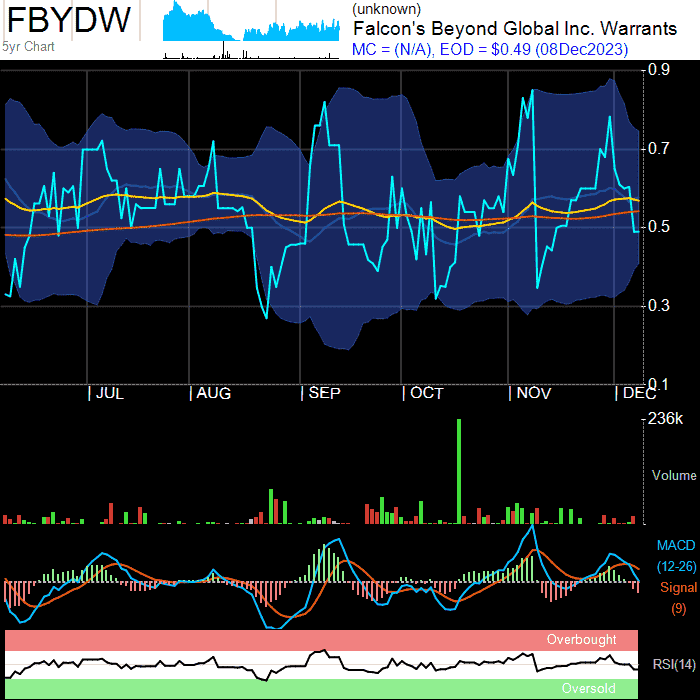 FBYDW
5yr Chart
(unknown)
Falcon's Beyond Global Inc. Warrants
MC = (N/A), EOD = $0.49 (08Dec2023)
0.9
0.7
0.5
0.3
0.1
JUL AUG SEP OCT NOV DEC
236k
Volume
MACD
(12-26)
Signal
(9)
Overbought
RSI(14)
Oversold